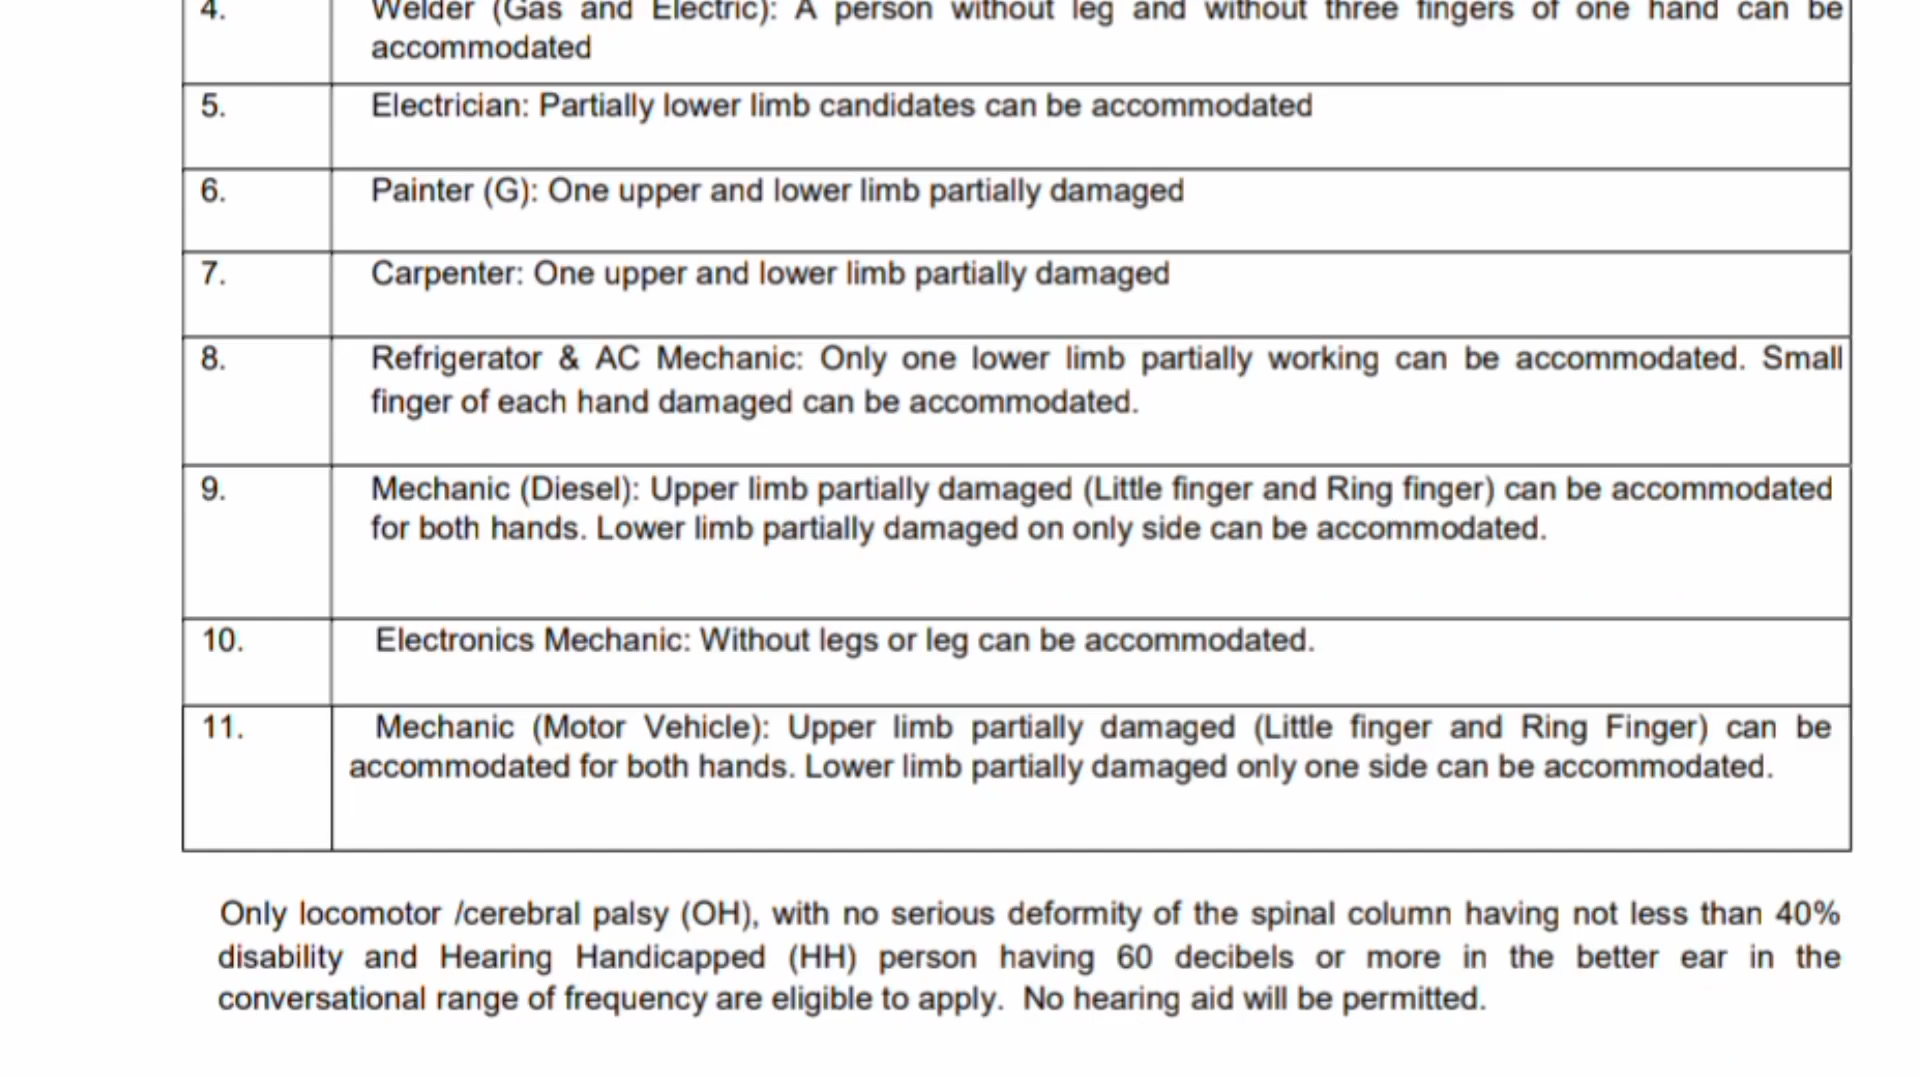 4. Welder (Gas and Electric): A person without leg and without three fingers of one hand can be
accommodated
5. Electrician: Partially lower limb candidates can be accommodated
6. Painter (G): One upper and lower limb partially damaged
7. Carpenter: One upper and lower limb partially damaged
8. Refrigerator & AC Mechanic: Only one lower limb partially working can be accommodated. Small
finger of each hand damaged can be accommodated.
9. Mechanic (Diesel): Upper limb partially damaged (Little finger and Ring finger) can be accommodated
for both hands. Lower limb partially damaged on only side can be accommodated.
10. Electronics Mechanic: Without legs or leg can be accommodated.
11. Mechanic (Motor Vehicle): Upper limb partially damaged (Little finger and Ring Finger) can be
accommodated for both hands. Lower limb partially damaged only one side can be accommodated.
Only locomotor /cerebral palsy (OH), with no serious deformity of the spinal column having not less than 40%
disability and Hearing Handicapped (HH) person having 60 decibels or more in the better ear in the
conversational range of frequency are eligible to apply. No hearing aid will be permitted.